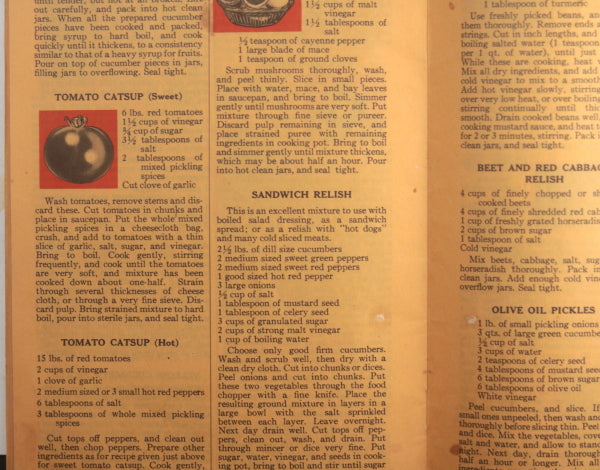 out carefully, and pack into hot clean
jars. When all the prepared cucumber
pieces have been cooked and packed,
bring syrup to hard boil, and cook
quickly until it thickens, to a consistency
similar to that of a heavy syrup for fruits.
Pour on top of cucumber pieces in jars,
filling jars to overflowing. Seal tight.
TOMATO CATSUP (Sweet)
6 lbs. red tomatoes
1½ cups of vinegar
¾ cup of sugar
3½ tablespoons of
salt
2 tablespoons of
mixed pickling
spices
Cut clove of garlic
Wash tomatoes, remove stems and dis-
card these. Cut tomatoes in chunks and
place in saucepan. Put the whole mixed
pickling spices in a cheesecloth bag,
crush, and add to tomatoes with a thin
slice of garlic, salt, sugar, and vinegar.
Bring to boil. Cook gently, stirring
frequently, and cook until the tomatoes
are very soft, and mixture has been
cooked down about one-half. Strain
through several thicknesses of cheese
cloth, or through a very fine sieve. Dis-
card pulp. Bring strained mixture to hard
boil, pour into sterile jars, and seal tight.
TOMATO CATSUP (Hot)
15 lbs. of red tomatoes
2 cups of vinegar
1 clove of garlic
2 medium sized or 3 small hot red peppers
6 tablespoons of salt
3 tablespoons of whole mixed pickling
spices
Cut tops off peppers, and clean out
well, then chop peppers. Prepare other
ingredients as for recipe given just above
for sweet tomato catsup. Cook gently,
1½ cups of malt
vinegar
1½ tablespoons of
salt
½ teaspoon of cayenne pepper
1 large blade of mace
1 teaspoon of ground cloves
Scrub mushrooms thoroughly, wash,
and peel thinly. Slice in small pieces.
Place with water, mace, and bay leaves
in saucepan, and bring to boil. Simmer
gently until mushrooms are very soft. Put
mixture through fine sieve or pureer.
Discard pulp remaining in sieve, and
place strained puree with remaining
ingredients in cooking pot. Bring to boil
and simmer gently until mixture thickens,
which may be about half an hour. Pour
into hot clean jars, and seal tight.
SANDWICH RELISH
This is an excellent mixture to use with
boiled salad dressing, as a sandwich
spread; or as a relish with "hot dogs"
and many cold sliced meats.
2½ lbs. of dill size cucumbers
2 medium sized sweet green peppers
2 medium sized sweet red peppers
1 good sized hot red pepper
3 large onions
½ cup of salt
1 tablespoon of mustard seed
1 tablespoon of celery seed
3 cups of granulated sugar
2 cups of strong malt vinegar
1 cup of boiling water
Choose only good firm cucumbers.
Wash and scrub well, then dry with a
clean dry cloth. Cut into chunks or dices.
Peel onions and cut into chunks. Put
these two vegetables through the food
chopper with a fine knife. Place the
resulting ground mixture in layers in a
large bowl with the salt sprinkled
between each layer. Leave overnight.
Next day drain well. Cut tops off pep-
pers, clean out, wash, and drain. Put
through mincer or dice very fine. Put
sugar, water, vinegar, and seeds in cook-
ing pot, bring to boil and stir until sugar
1 tablespoon of turmeric
Use freshly picked beans, an
them thoroughly. Remove ends a
strings. Cut in inch lengths, and
boiling salted water (1 teaspoon
per 1 qt. of water), until just
While these are cooking, heat
Mix all dry ingredients, and add
cold vinegar to mix to a smooth
Add hot vinegar slowly, stirring
over very low heat, or over boiling
stirring continually until thic
smooth. Drain cooked beans well,
cooking mustard sauce, and heat t
for 2 or 3 minutes, stirring. Pack i
clean jars, and seal tight.
BEET AND RED CABBAG
RELISH
4 cups of finely chopped or sh
cooked beets
4 cups of finely shredded red cab
1 cup of freshly grated horseradis
2 cups of brown sugar
1 tablespoon of salt
Cold vinegar
Mix beets, cabbage, salt, sug
horseradish thoroughly. Pack in
clean jars. Add enough cold vine
overflow jars. Seal tight.
OLIVE OIL PICKLES
1 lb. of small pickling onions
3 qts. of large green cucumbe
½ cup of salt
3 cups of water
2 teaspoons of celery seed
4 tablespoons of mustard see
6 tablespoons of brown sugar
6 tablespoons of olive oil
White vinegar
Peel cucumbers, and slice. If
small ones unpeeled, then wash and
thoroughly before slicing thin. Peel
and dice. Mix the vegetables, cove
salt and water, and allow to stand
night. Next day, drain thorough
half an hour or longer. Mix all